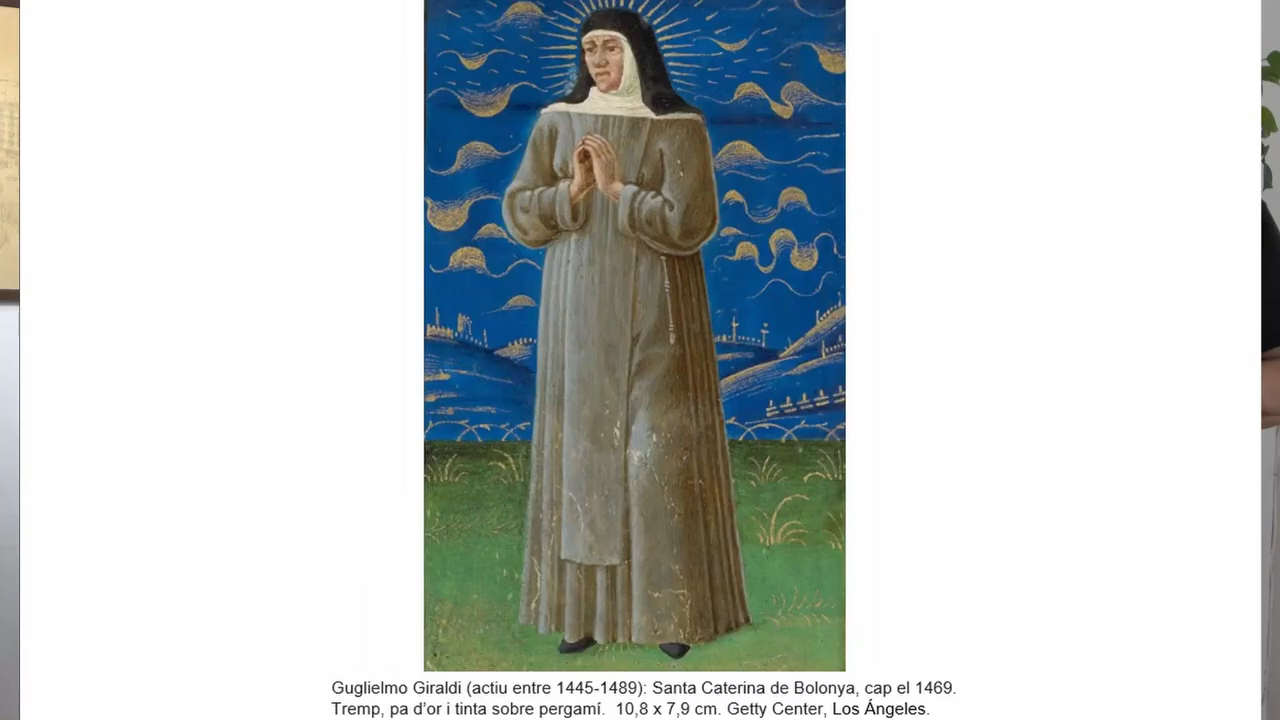 Guglielmo Giraldi (actiu entre 1445-1489): Santa Caterina de Bolonya, cap el 1469.
Tremp, pa d’or i tinta sobre pergamí.  10,8 x 7,9 cm. Getty Center, Los Ángeles.